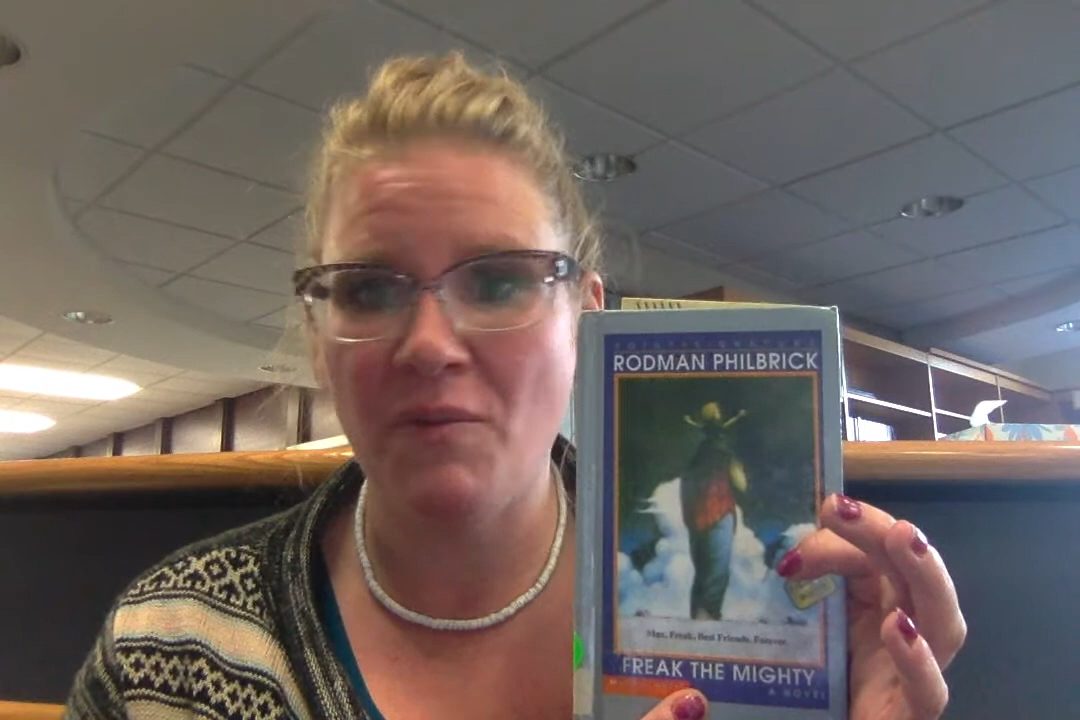 RODMAN PHILBRICK
Max. Freak. Best Friends. Forever.
FREAK THE MIGHTY
A NOVEL